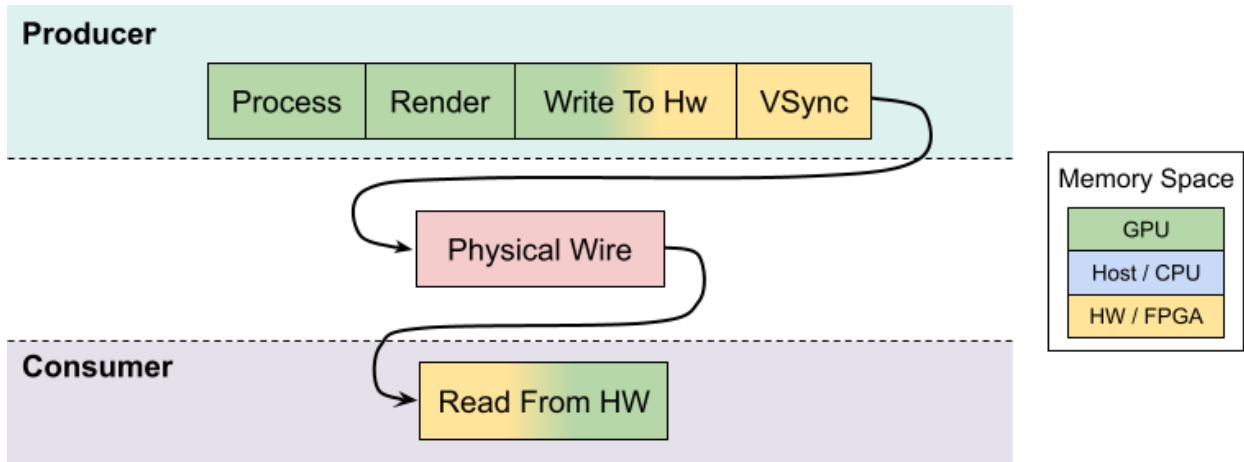 Producer
Process Render Write To Hw VSync
Physical Wire
Consumer
Read From HW
Memory Space
GPU
Host / CPU
HW / FPGA